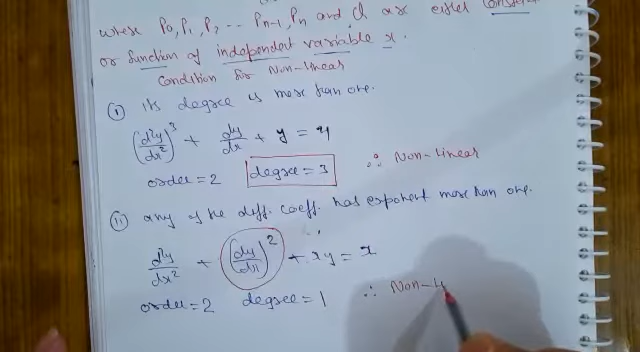 where P₀, P₁, P₂ --- Pₙ₋₁, Pₙ and Q are either constant
or function of independent variable x.
Condition for Non-linear
(i) its degree is more than one.
(d²y/dx²)³ + dy/dx + y = 4
order = 2 degree = 3 ∴ Non-Linear
(ii) any of the diff. coeff. has exponent more than one.
d²y/dx² + (dy/dx)² + xy = x
order = 2 degree = 1 ∴ Non-Li